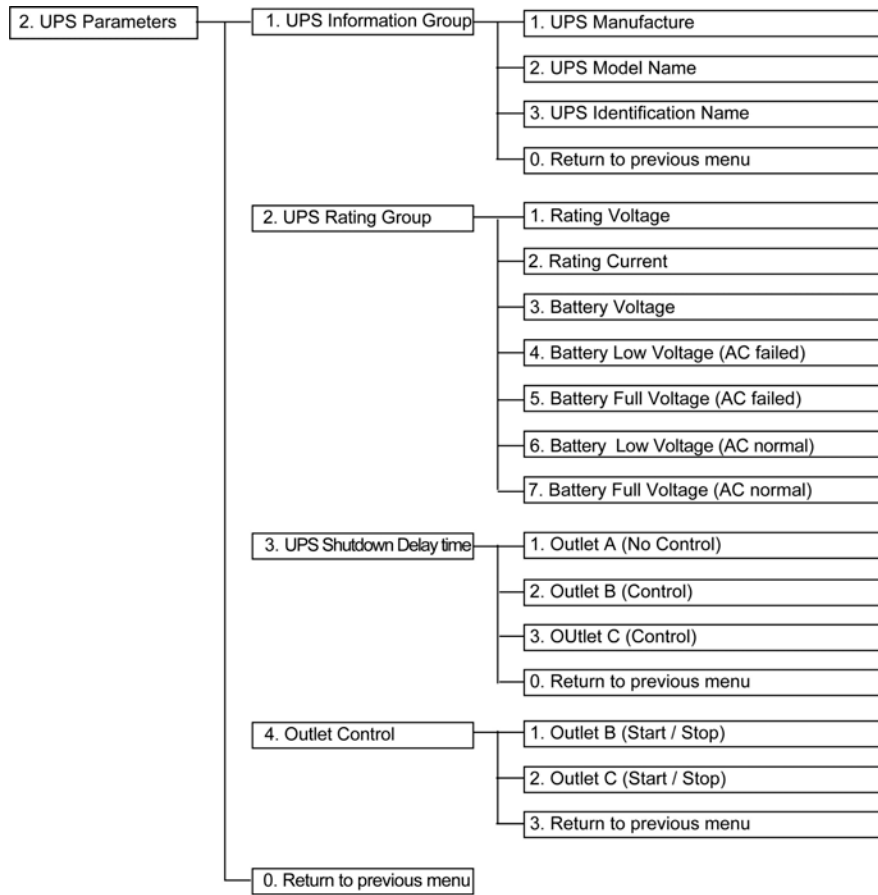 2. UPS Parameters
1. UPS Information Group
1. UPS Manufacture
2. UPS Model Name
3. UPS Identification Name
0. Return to previous menu
2. UPS Rating Group
1. Rating Voltage
2. Rating Current
3. Battery Voltage
4. Battery Low Voltage (AC failed)
5. Battery Full Voltage (AC failed)
6. Battery Low Voltage (AC normal)
7. Battery Full Voltage (AC normal)
3. UPS Shutdown Delay time
1. Outlet A (No Control)
2. Outlet B (Control)
3. OUtlet C (Control)
0. Return to previous menu
4. Outlet Control
1. Outlet B (Start / Stop)
2. Outlet C (Start / Stop)
3. Return to previous menu
0. Return to previous menu